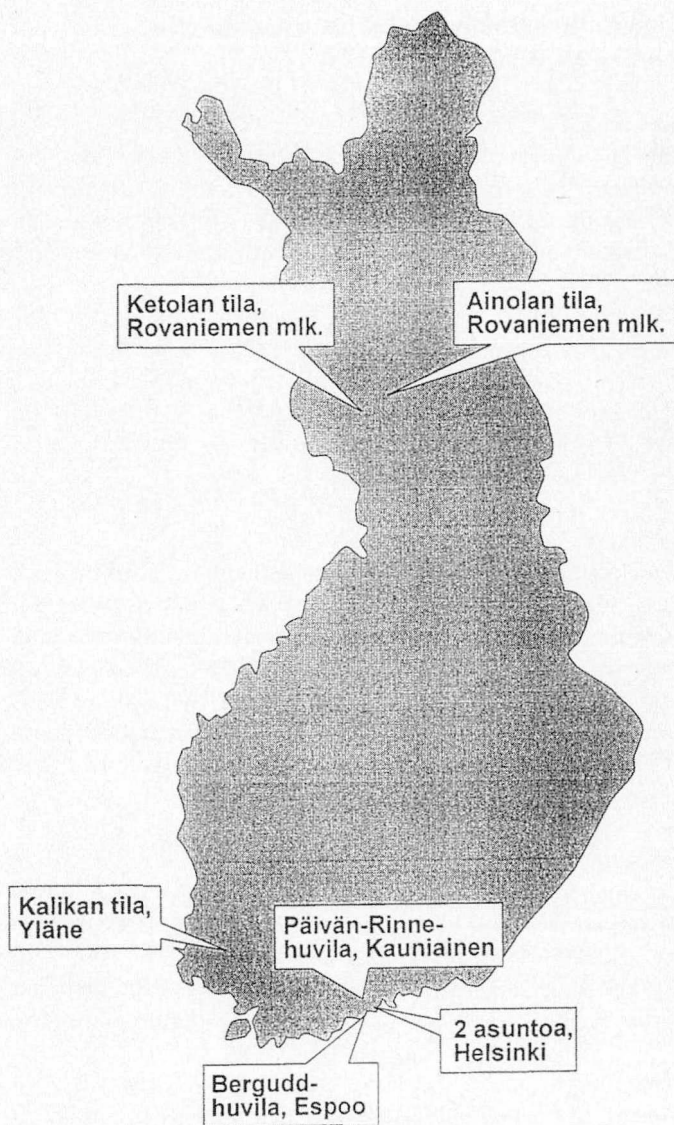 Ketolan tila,
Rovaniemen mlk.
Ainolan tila,
Rovaniemen mlk.
Kalikan tila,
Yläne
Päivän-Rinne-
huvila, Kauniainen
2 asuntoa,
Helsinki
Bergudd-
huvila, Espoo